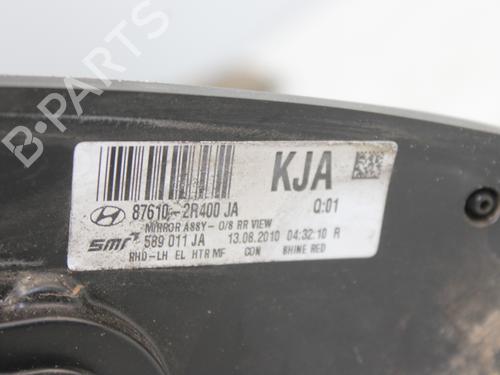 B-PARTS
KJA
87610-2R400 JA
Q:01
MIRROR ASSY- O/S RR VIEW
smr 589 011 JA 13.08.2010 04:32:10 R
RHD-LH EL HTR MF CON SHINE RED